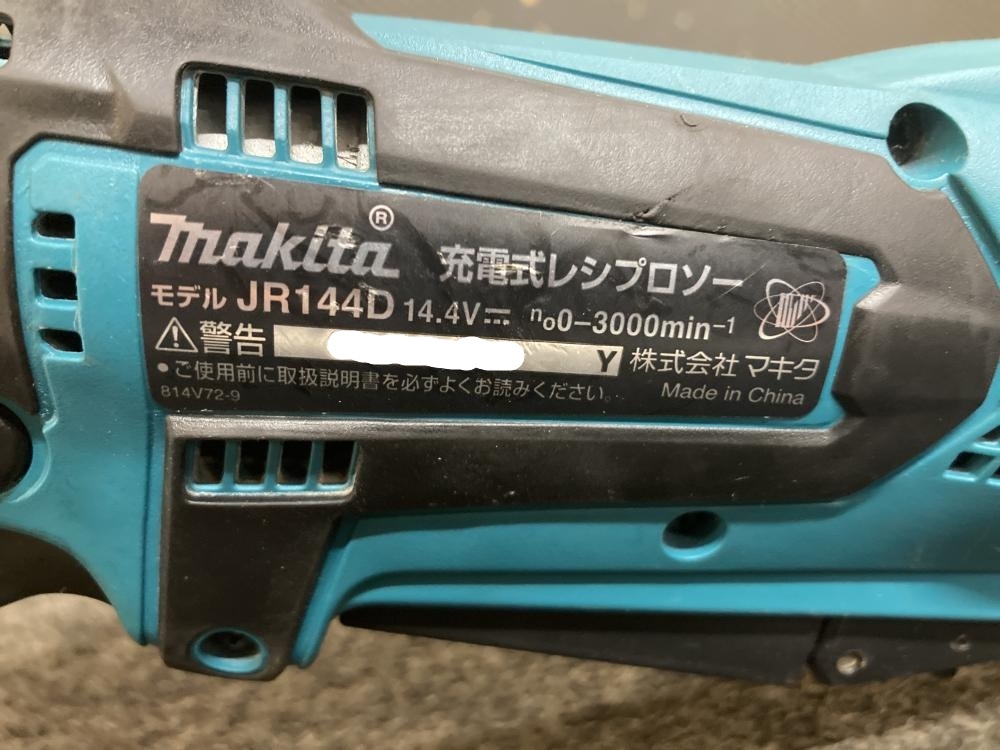 makita® 充電式レシプロソー
モデル JR144D 14.4V n₀0-3000min⁻¹
⚠警告 Y 株式会社 マキタ
●ご使用前に取扱説明書を必ずよくお読みください。
814V72-9 Made in China